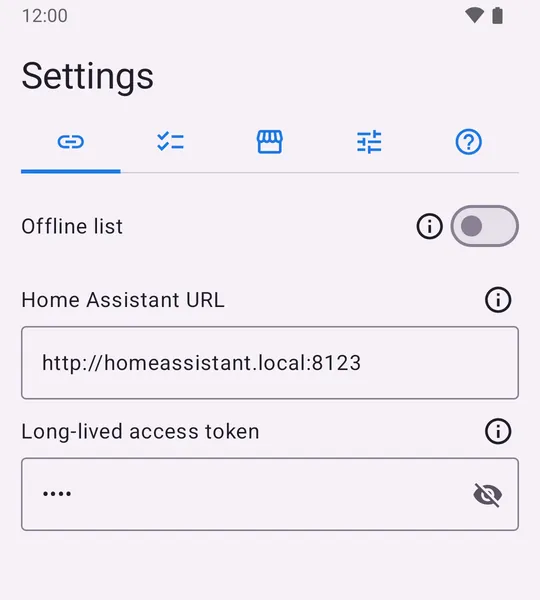 12:00
Settings
Offline list
Home Assistant URL
http://homeassistant.local:8123
Long-lived access token
••••